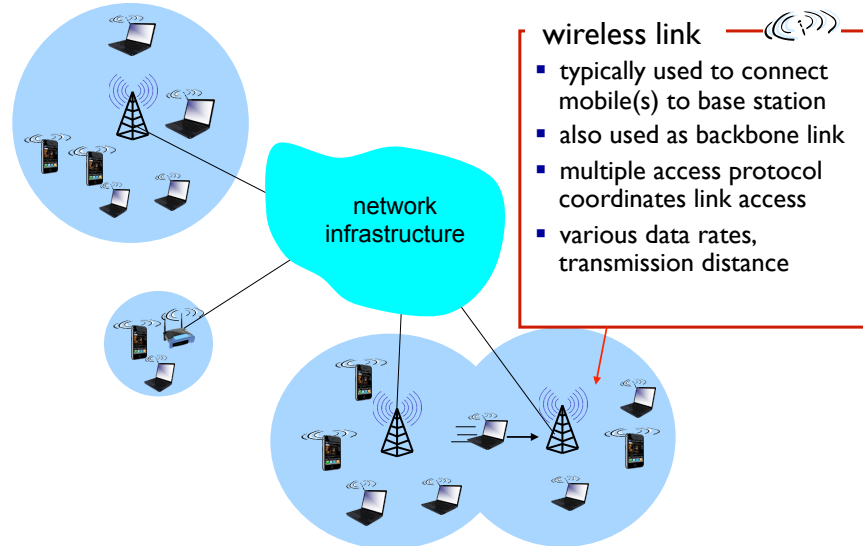 wireless link
▪ typically used to connect
mobile(s) to base station
▪ also used as backbone link
▪ multiple access protocol
coordinates link access
▪ various data rates,
transmission distance
network
infrastructure